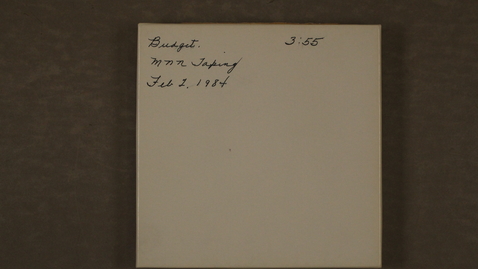 Budget. 3:55
MNN Taping
Feb 2, 1984